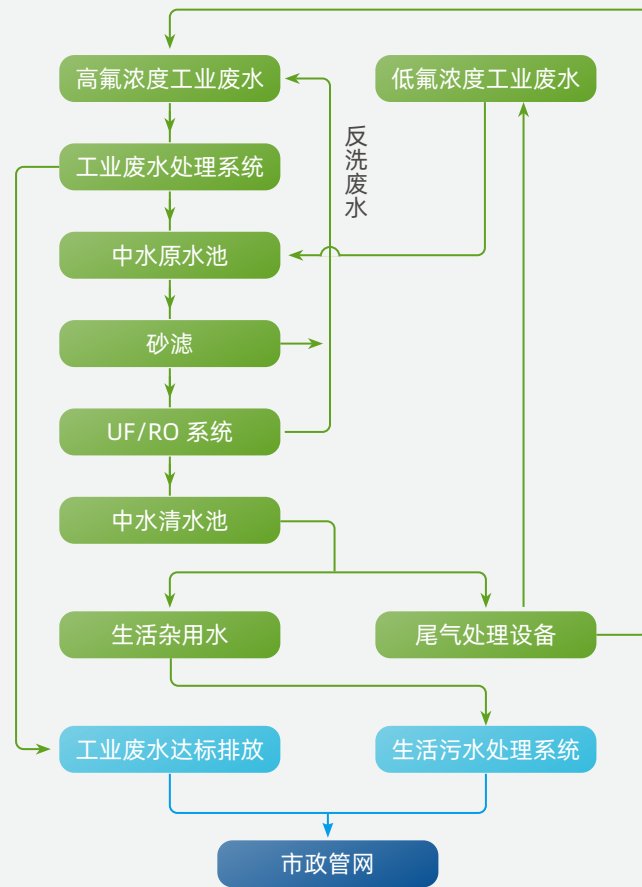 高氟浓度工业废水
低氟浓度工业废水
反洗废水
工业废水处理系统
中水原水池
砂滤
UF/RO 系统
中水清水池
生活杂用水
尾气处理设备
工业废水达标排放
生活污水处理系统
市政管网